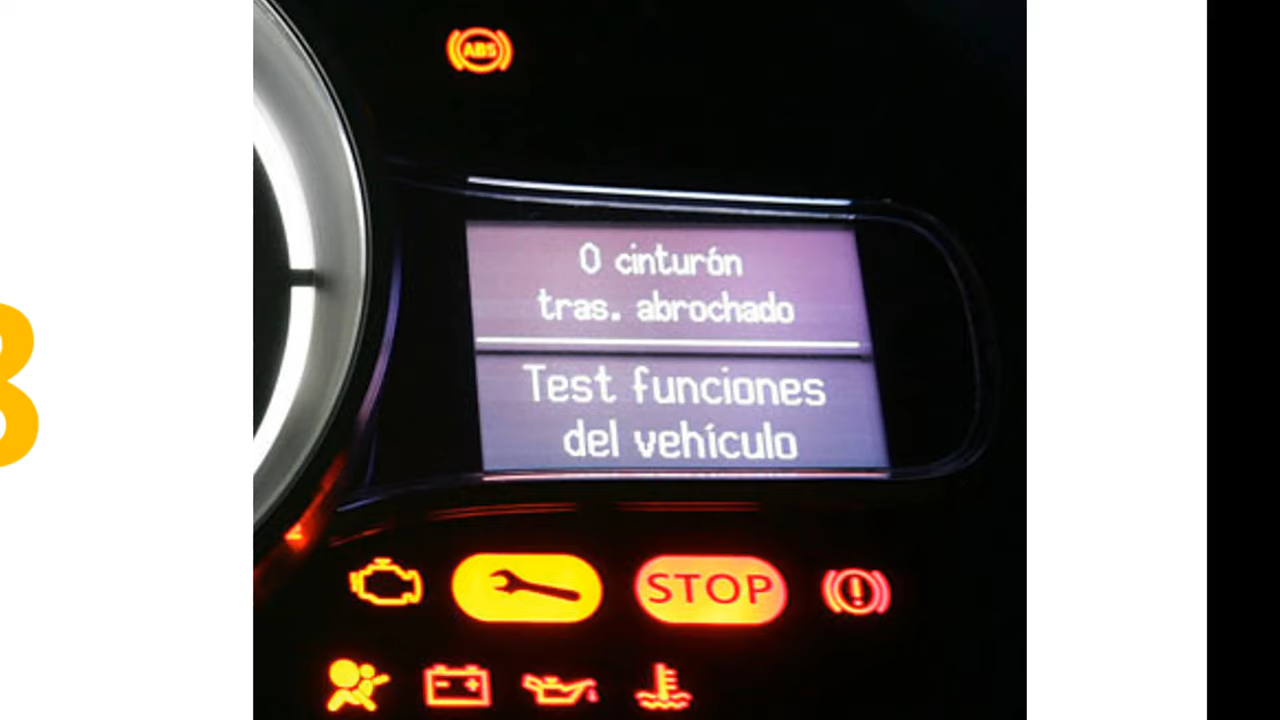 ABS
0 cinturón
tras. abrochado
Test funciones
del vehículo
STOP